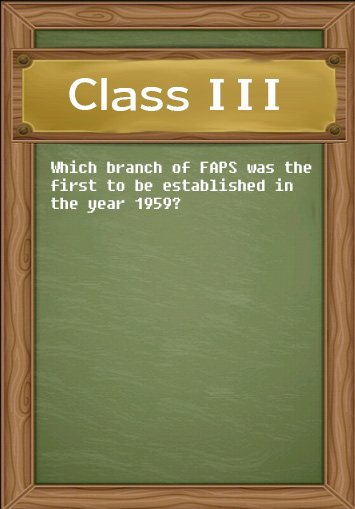 Class III
Which branch of FAPS was the
first to be established in
the year 1959?